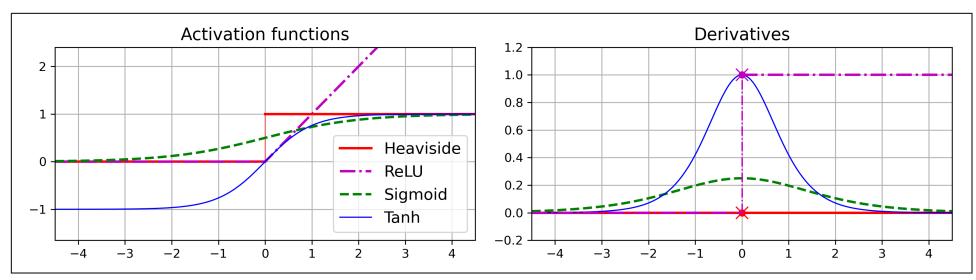 Activation functions
2
1
0
−1
−4 −3 −2 −1 0 1 2 3 4
Heaviside
ReLU
Sigmoid
Tanh
Derivatives
1.2
1.0
0.8
0.6
0.4
0.2
0.0
−0.2
−4 −3 −2 −1 0 1 2 3 4